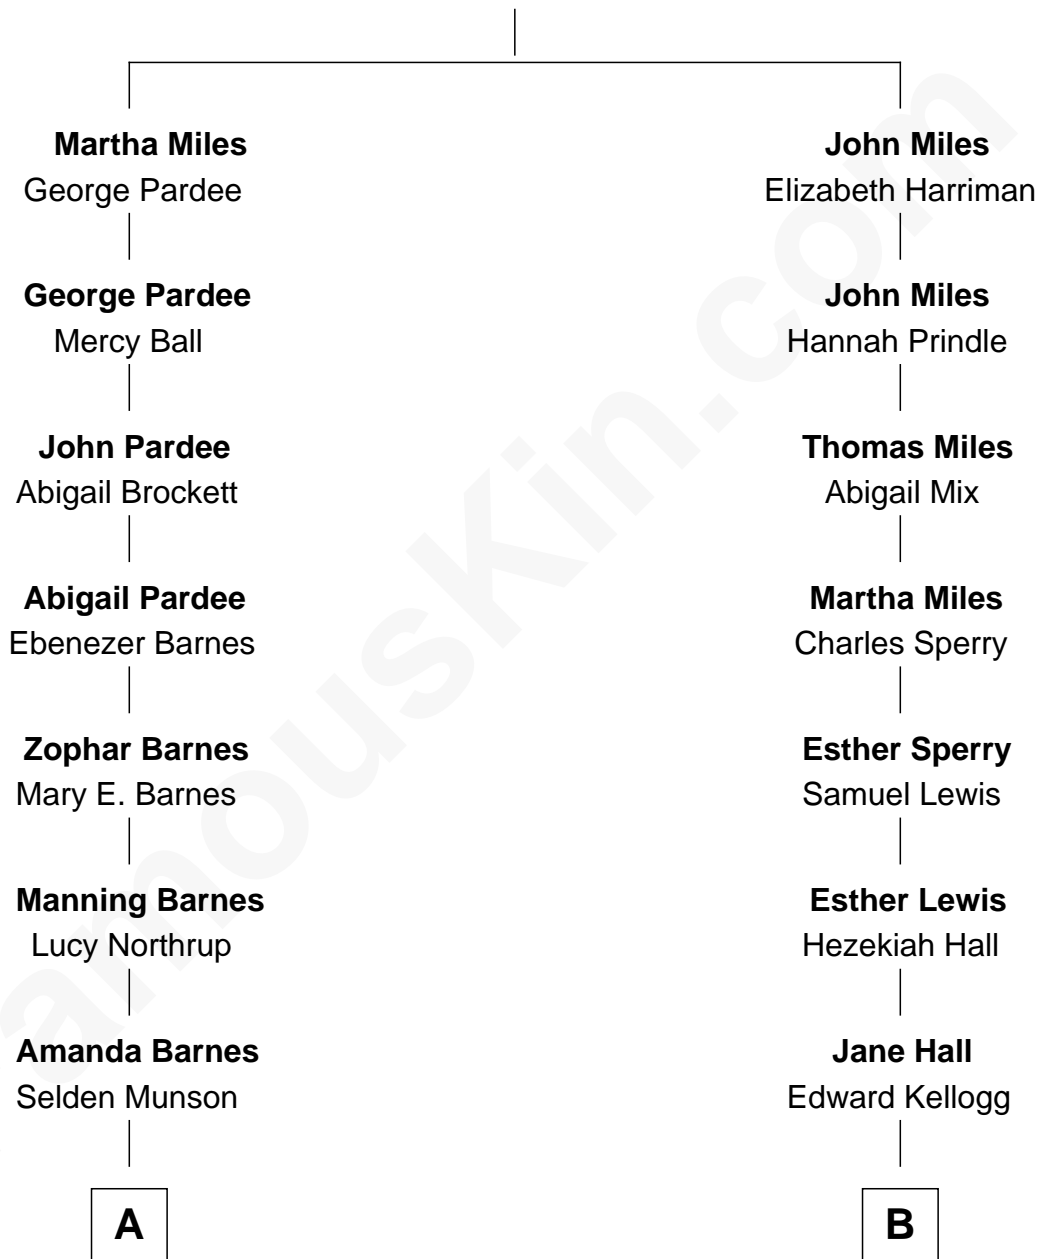 Martha Miles
George Pardee
John Miles
Elizabeth Harriman
George Pardee
Mercy Ball
John Miles
Hannah Prindle
John Pardee
Abigail Brockett
Thomas Miles
Abigail Mix
Abigail Pardee
Ebenezer Barnes
Martha Miles
Charles Sperry
Zophar Barnes
Mary E. Barnes
Esther Sperry
Samuel Lewis
Manning Barnes
Lucy Northrup
Esther Lewis
Hezekiah Hall
Amanda Barnes
Selden Munson
Jane Hall
Edward Kellogg
A
B
amouskin.com